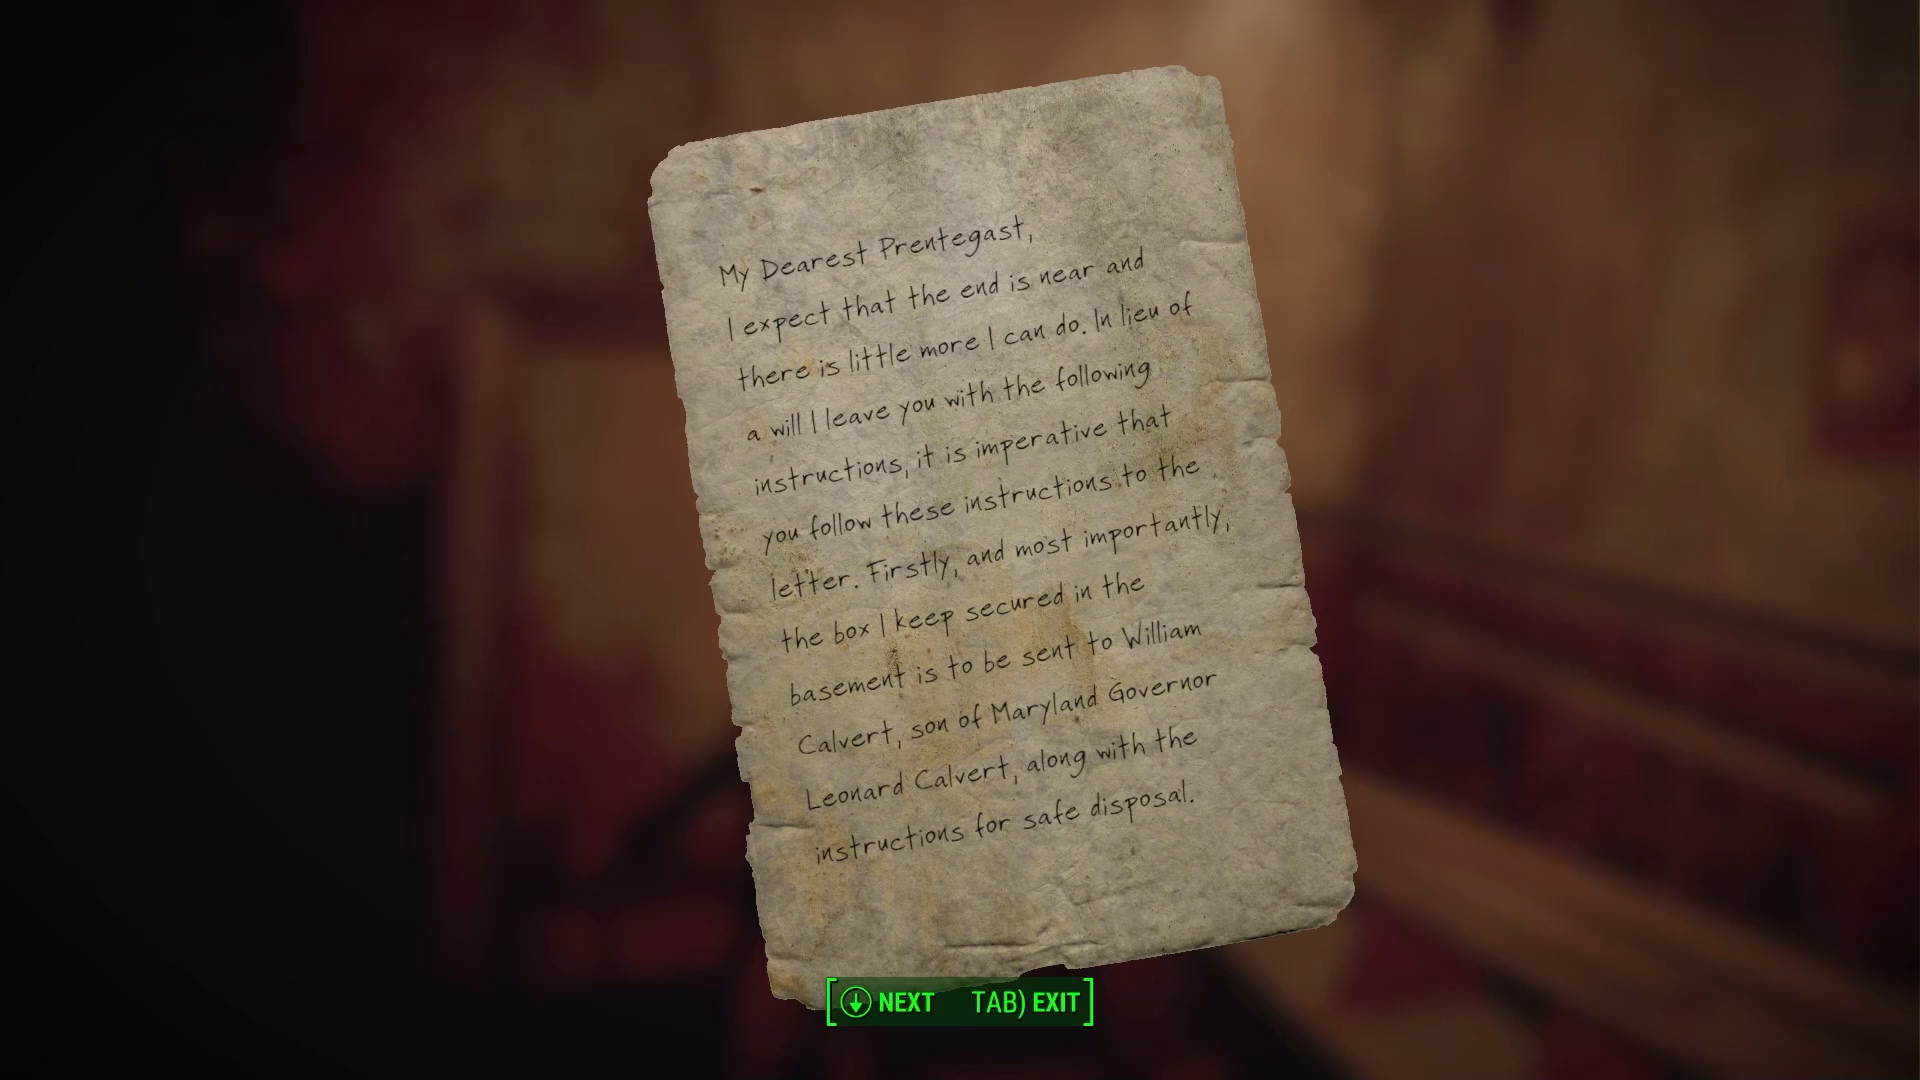 My Dearest Prentegast,
I expect that the end is near and
there is little more I can do. In lieu of
a will I leave you with the following
instructions, it is imperative that
you follow these instructions to the
letter. Firstly, and most importantly,
the box I keep secured in the
basement is to be sent to William
Calvert, son of Maryland Governor
Leonard Calvert, along with the
instructions for safe disposal.
NEXT TAB) EXIT